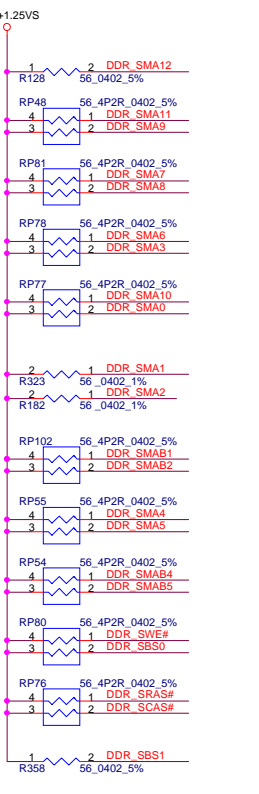 +1.25VS
1 2 DDR_SMA12
R128 56_0402_5%
RP48 56_4P2R_0402_5%
4 1 DDR_SMA11
3 2 DDR_SMA9
RP81 56_4P2R_0402_5%
4 1 DDR_SMA7
3 2 DDR_SMA8
RP78 56_4P2R_0402_5%
4 1 DDR_SMA6
3 2 DDR_SMA3
RP77 56_4P2R_0402_5%
4 1 DDR_SMA10
3 2 DDR_SMA0
2 1 DDR_SMA1
R323 56 _0402_1%
2 1 DDR_SMA2
R182 56 _0402_1%
RP102 56_4P2R_0402_5%
4 1 DDR_SMAB1
3 2 DDR_SMAB2
RP55 56_4P2R_0402_5%
4 1 DDR_SMA4
3 2 DDR_SMA5
RP54 56_4P2R_0402_5%
4 1 DDR_SMAB4
3 2 DDR_SMAB5
RP80 56_4P2R_0402_5%
4 1 DDR_SWE#
3 2 DDR_SBS0
RP76 56_4P2R_0402_5%
4 1 DDR_SRAS#
3 2 DDR_SCAS#
1 2 DDR_SBS1
R358 56_0402_5%